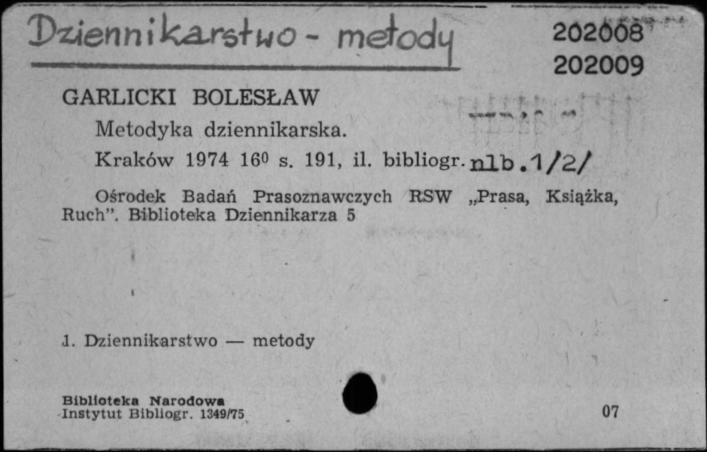 Dziennikarstwo - metody
202008
202009
GARLICKI BOLESŁAW
Metodyka dziennikarska.
Kraków 1974 16⁰ s. 191, il. bibliogr. nlb.1/2/
Ośrodek Badań Prasoznawczych RSW „Prasa, Książka,
Ruch”. Biblioteka Dziennikarza 5
1. Dziennikarstwo — metody
Biblioteka Narodowa
Instytut Bibliogr. 1349/75
07